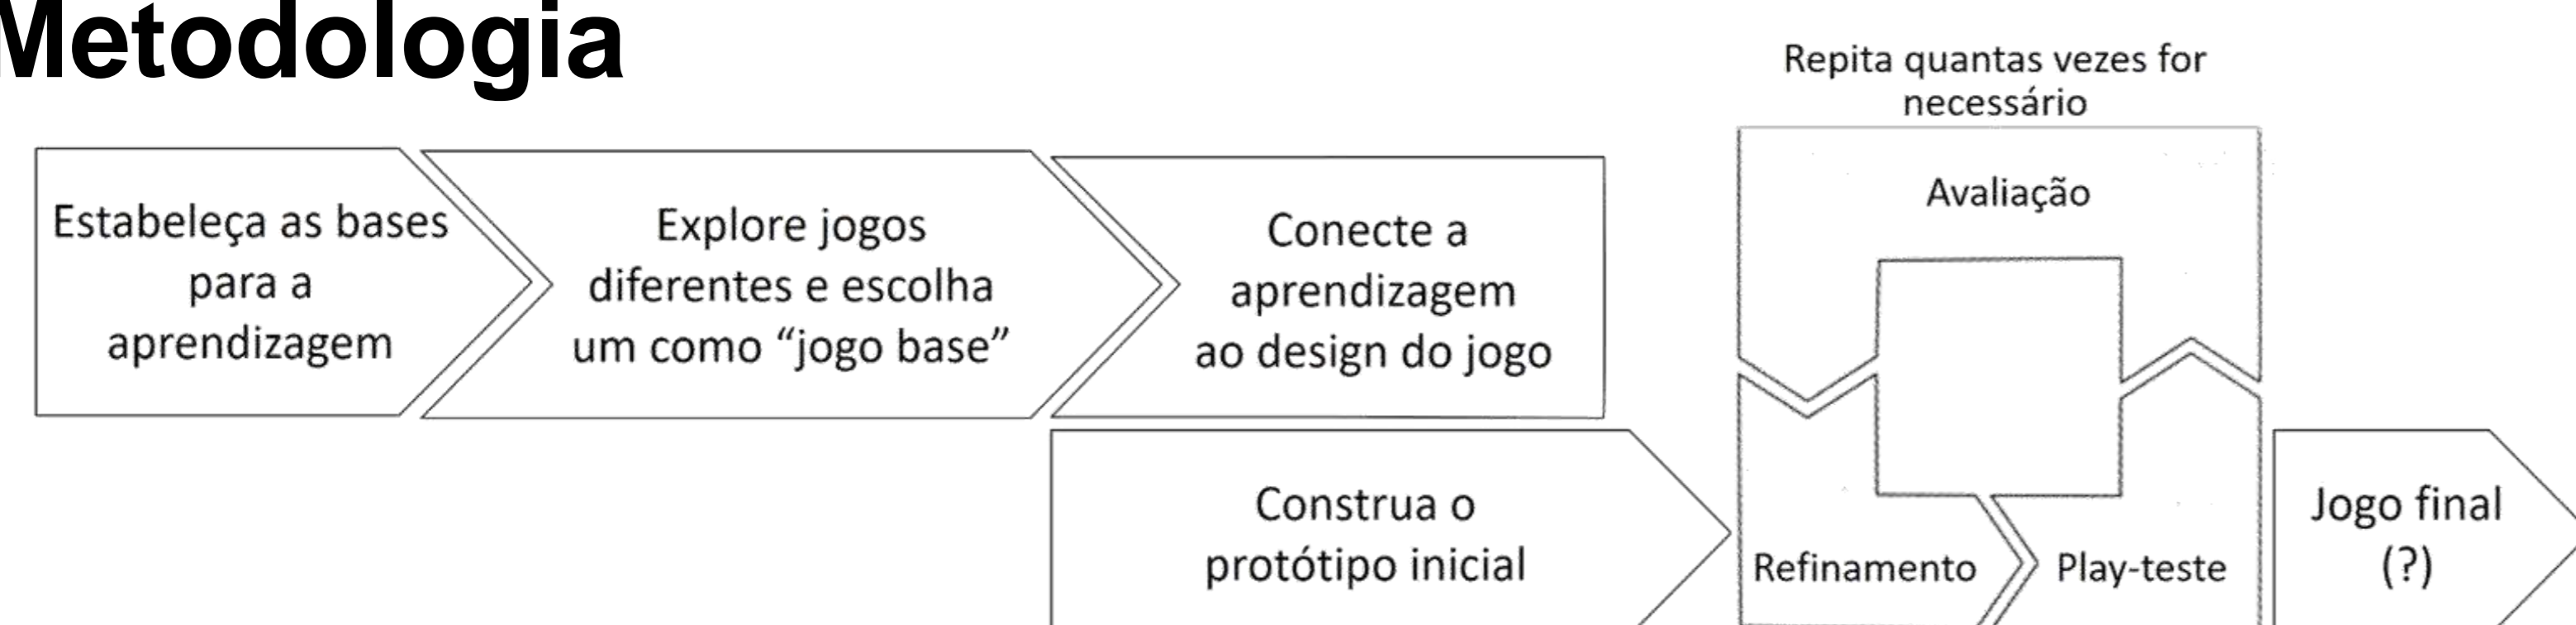 Metodologia
Estabeleça as bases
para a
aprendizagem
Explore jogos
diferentes e escolha
um como “jogo base”
Conecte a
aprendizagem
ao design do jogo
Construa o
protótipo inicial
Repita quantas vezes for
necessário
Avaliação
Refinamento
Play-teste
Jogo final
(?)